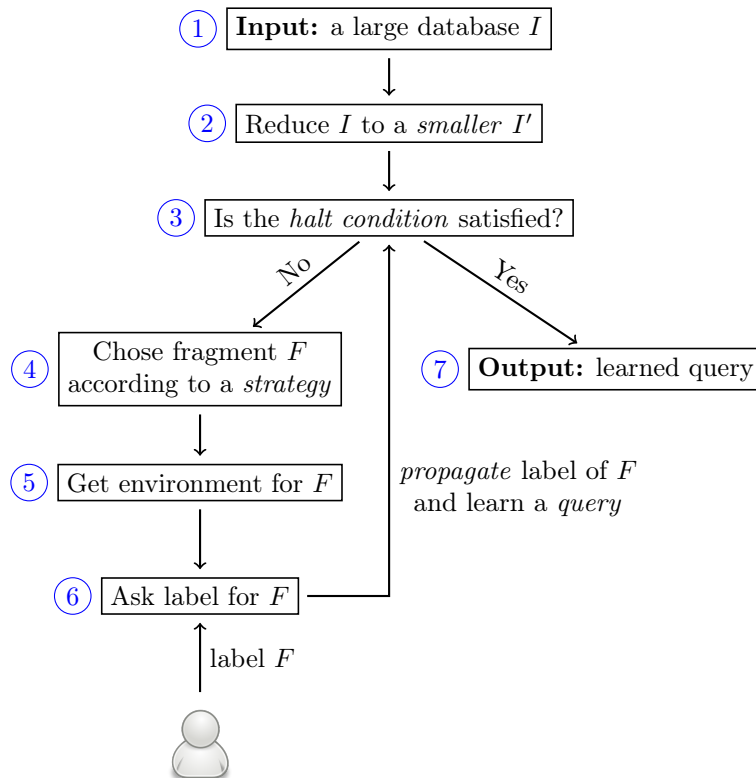 1 Input: a large database I
2 Reduce I to a smaller I′
3 Is the halt condition satisfied?
No
Yes
4 Chose fragment F
according to a strategy
7 Output: learned query
5 Get environment for F
propagate label of F
and learn a query
6 Ask label for F
label F